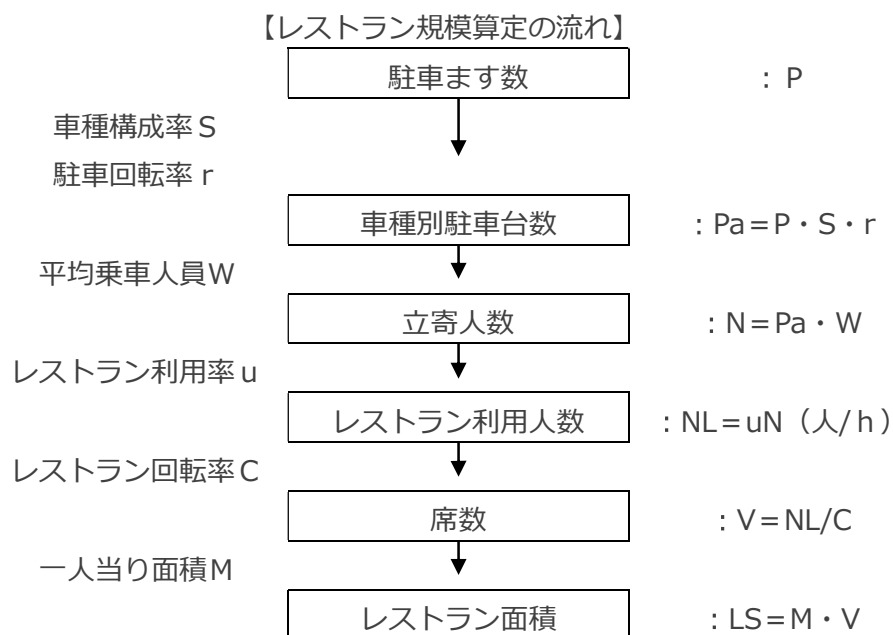 【レストラン規模算定の流れ】
駐車ます数 ：P
車種構成率S
駐車回転率r
車種別駐車台数 ：Pa＝P・S・r
平均乗車人員W
立寄人数 ：N＝Pa・W
レストラン利用率u
レストラン利用人数 ：NL＝uN（人/h）
レストラン回転率C
席数 ：V＝NL/C
一人当り面積M
レストラン面積 ：LS＝M・V